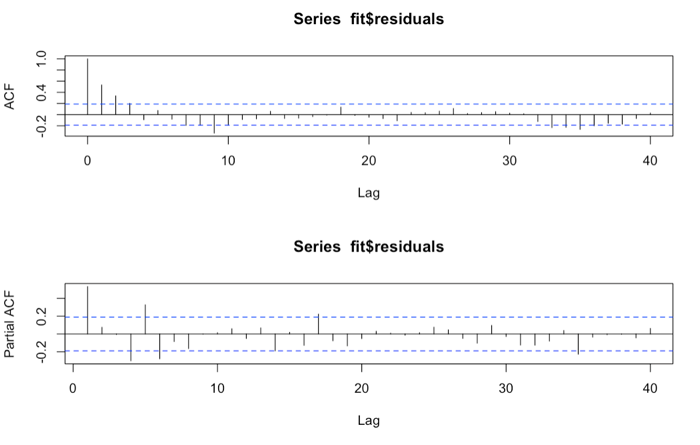 Series fit$residuals
ACF
-0.2 0.4 1.0
0 10 20 30 40
Lag
Series fit$residuals
Partial ACF
-0.2 0.2
0 10 20 30 40
Lag